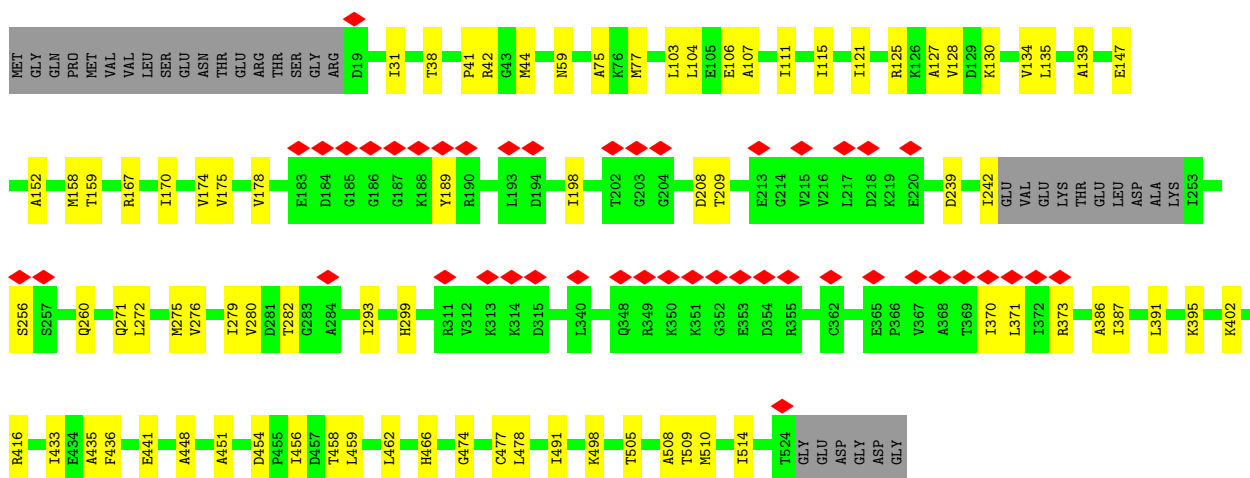 MET GLY GLN PRO MET VAL VAL LEU SER GLU ASN THR GLU ARG THR SER GLY ARG D19 I31 T38 P41 R42 G43 M44 N59 A75 K76 M77 L103 L104 E105 E106 A107 I111 I115 I121 R125 K126 A127 V128 D129 K130 V134 L135 A139 E147
A152 M158 T159 R167 I170 V174 V175 V178 E183 D184 G185 G186 G187 K188 Y189 R190 L193 D194 I198 T202 G203 G204 D208 T209 E213 G214 V215 V216 L217 D218 K219 E220 D239 I242 GLU VAL GLU LYS THR GLU LEU ASP ALA LYS I253
S256 S257 Q260 Q271 L272 M275 V276 I279 V280 D281 T282 G283 A284 I293 H299 R311 V312 K313 K314 D315 L340 Q348 R349 K350 K351 G352 E353 D354 R355 C362 E365 P366 V367 A368 T369 I370 L371 I372 R373 A386 I387 L391 K395 K402
R416 I433 E434 A435 F436 E441 A448 A451 D454 P455 I456 D457 T458 L459 L462 H466 G474 C477 L478 I491 K498 T505 A508 T509 M510 I514 T524 GLY GLU ASP GLY ASP GLY